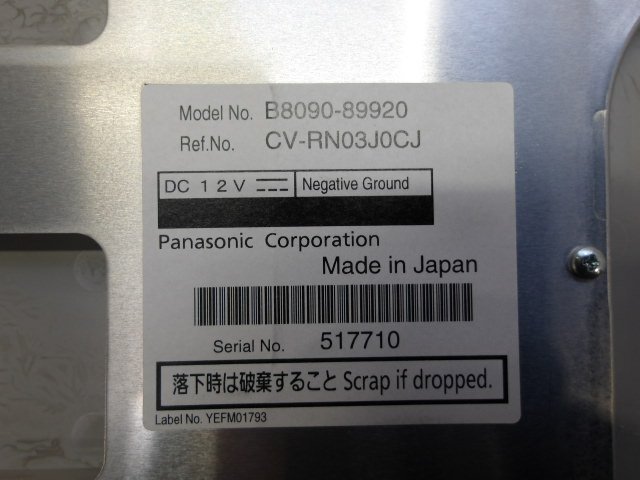 Model No. B8090-89920
Ref.No. CV-RN03J0CJ
DC 12V Negative Ground
Panasonic Corporation
Made in Japan
Serial No. 517710
落下時は破棄すること Scrap if dropped.
Label No. YEFM01793